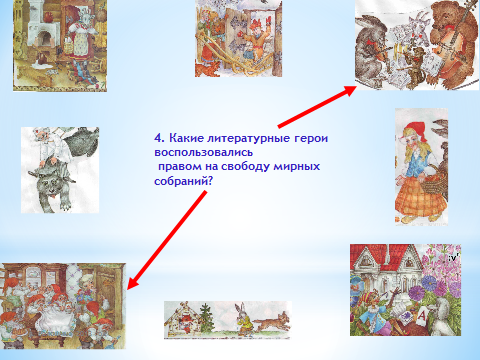 4. Какие литературные герои
воспользовались
правом на свободу мирных
собраний?
А